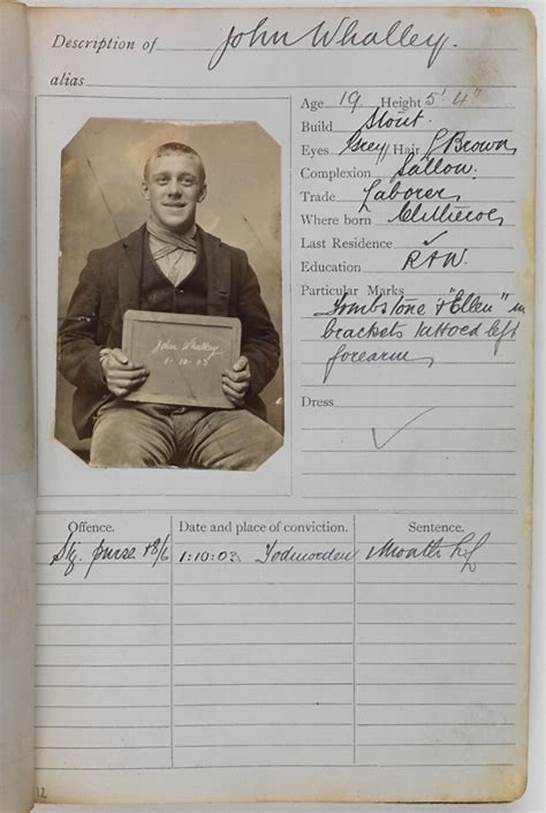 Description of John Whalley.
alias
Age 19 Height 5' 4"
Build Stout.
Eyes Grey Hair L Brown
Complexion Sallow.
Trade Laborer
Where born Clitheroe
Last Residence ✓
Education R & W.
Particular Marks
Tombstone & "Ellen" in
brackets tattoed left
forearm
Dress
✓
John Whalley
1-10-03
Offence. Date and place of conviction. Sentence.
Stg. purse & 8/6 1:10:03 Todmorden 1 Month h.l
12